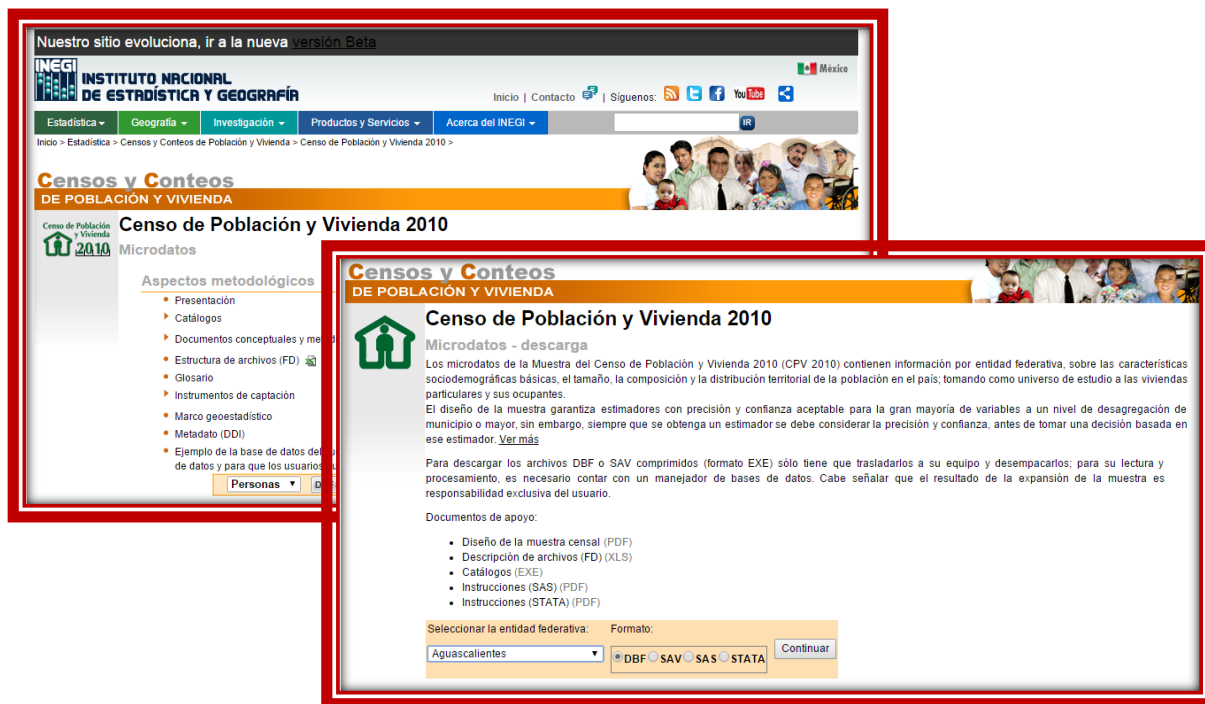 Nuestro sitio evoluciona, ir a la nueva versión Beta
INEGI
INSTITUTO NACIONAL
DE ESTADÍSTICA Y GEOGRAFÍA
México
Inicio | Contacto | Síguenos: You Tube
Estadística Geografía Investigación Productos y Servicios Acerca del INEGI IR
Inicio > Estadística > Censos y Conteos de Población y Vivienda > Censo de Población y Vivienda 2010 >
Censos y Conteos
DE POBLACIÓN Y VIVIENDA
Censo de Población
y Vivienda
2010
Censo de Población y Vivienda 2010
Microdatos
Aspectos metodológicos
Presentación
Catálogos
Documentos conceptuales y
Estructura de archivos (FD)
Glosario
Instrumentos de captación
Marco geoestadístico
Metadato (DDI)
Ejemplo de la base de datos del
de datos y para que los usuarios
Personas
Censos y Conteos
DE POBLACIÓN Y VIVIENDA
Censo de Población y Vivienda 2010
Microdatos - descarga
Los microdatos de la Muestra del Censo de Población y Vivienda 2010 (CPV 2010) contienen información por entidad federativa, sobre las características
sociodemográficas básicas, el tamaño, la composición y la distribución territorial de la población en el país; tomando como universo de estudio a las viviendas
particulares y sus ocupantes.
El diseño de la muestra garantiza estimadores con precisión y confianza aceptable para la gran mayoría de variables a un nivel de desagregación de
municipio o mayor, sin embargo, siempre que se obtenga un estimador se debe considerar la precisión y confianza, antes de tomar una decisión basada en
ese estimador. Ver más
Para descargar los archivos DBF o SAV comprimidos (formato EXE) sólo tiene que trasladarlos a su equipo y desempacarlos; para su lectura y
procesamiento, es necesario contar con un manejador de bases de datos. Cabe señalar que el resultado de la expansión de la muestra es
responsabilidad exclusiva del usuario.
Documentos de apoyo:
Diseño de la muestra censal (PDF)
Descripción de archivos (FD) (XLS)
Catálogos (EXE)
Instrucciones (SAS) (PDF)
Instrucciones (STATA) (PDF)
Seleccionar la entidad federativa: Formato:
Aguascalientes DBF SAV SAS STATA Continuar